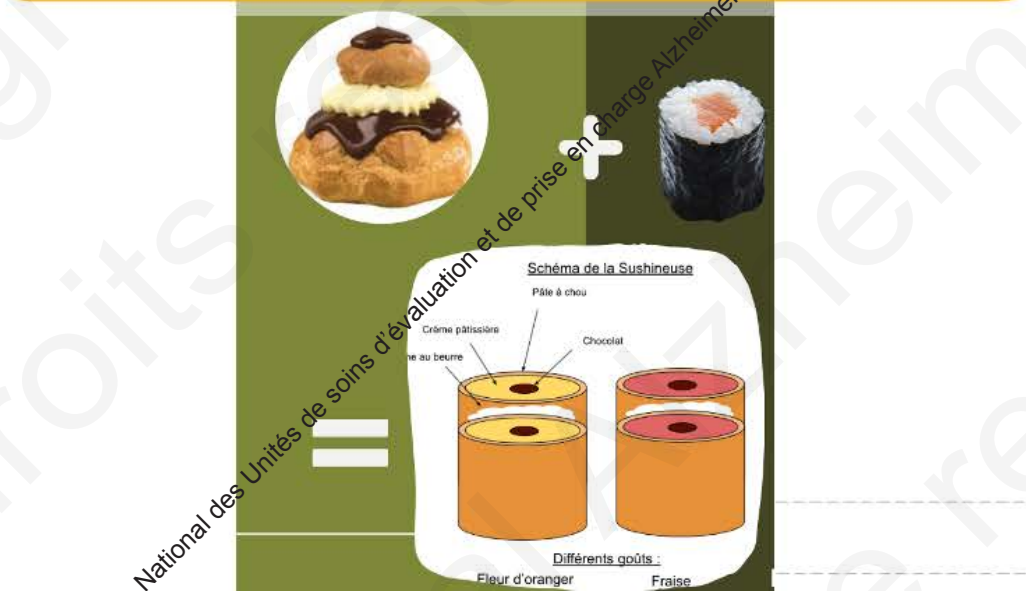 National des Unités de soins d'évaluation et de prise en charge Alzheimer
Schéma de la Sushineuse
Pâte à chou
Crème pâtissière
Chocolat
au beurre
Différents goûts :
Fleur d'oranger
Fraise